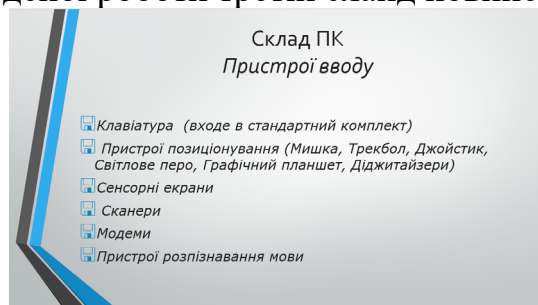 Склад ПК
Пристрої вводу
Клавіатура (входе в стандартний комплект)
Пристрої позиціонування (Мишка, Трекбол, Джойстик,
Світлове перо, Графічний планшет, Діджитайзери)
Сенсорні екрани
Сканери
Модеми
Пристрої розпізнавання мови